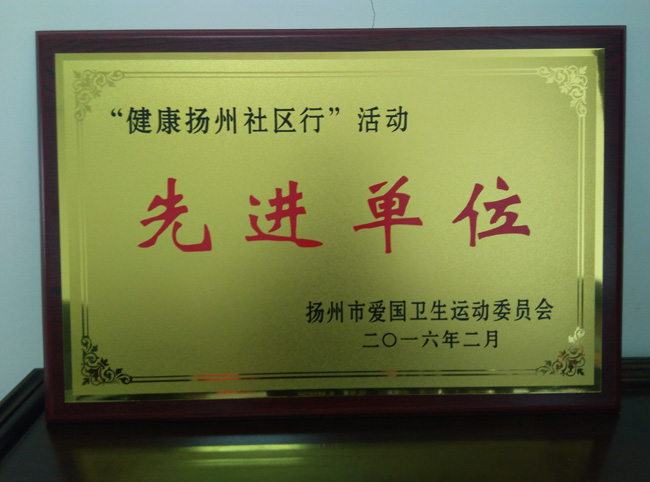 “健康扬州社区行”活动
先进单位
扬州市爱国卫生运动委员会
二〇一六年二月